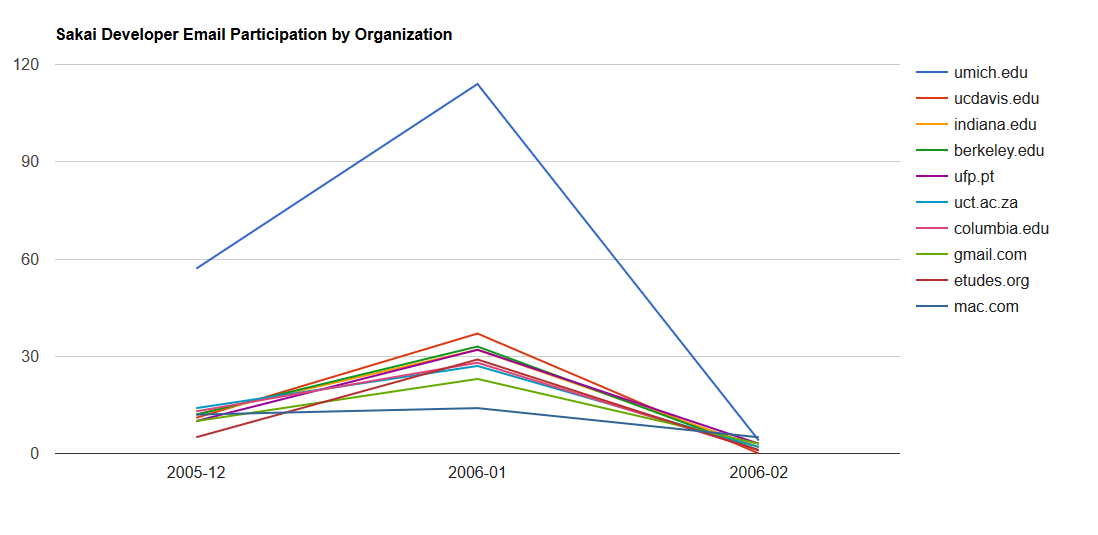 Sakai Developer Email Participation by Organization
120
90
60
30
0
2005-12
2006-01
2006-02
umich.edu
ucdavis.edu
indiana.edu
berkeley.edu
ufp.pt
uct.ac.za
columbia.edu
gmail.com
etudes.org
mac.com